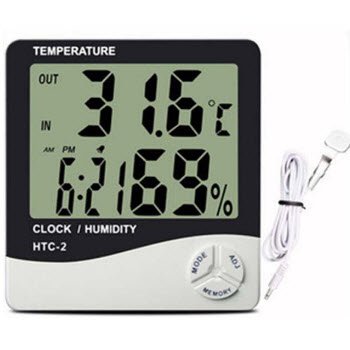 TEMPERATURE
OUT
31.6°C
IN
AM PM
6:21 69%
CLOCK / HUMIDITY
HTC-2
MODE
ADJ
MEMORY